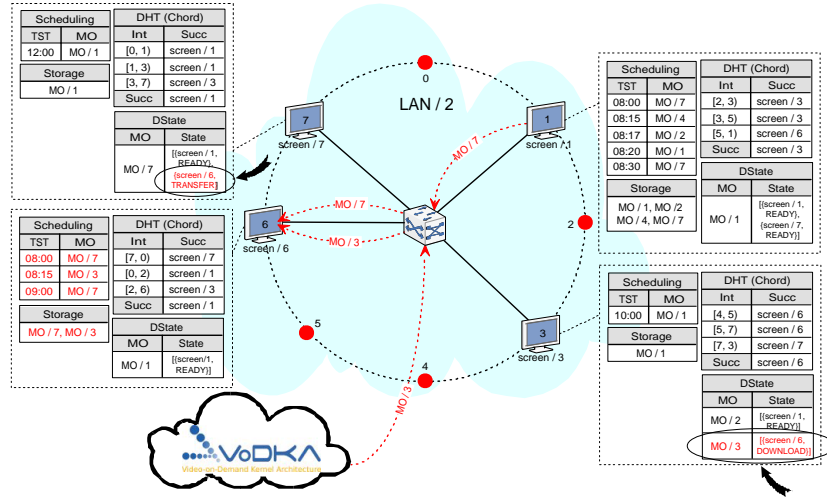 Scheduling
TST MO
12:00 MO / 1
Storage
MO / 1
DHT (Chord)
Int Succ
[0, 1) screen / 1
[1, 3) screen / 1
[3, 7) screen / 3
Succ screen / 1
DState
MO State
MO / 7 [{screen / 1,
READY},
{screen / 6,
TRANSFER]
Scheduling
TST MO
08:00 MO / 7
08:15 MO / 3
09:00 MO / 7
Storage
MO / 7, MO / 3
DHT (Chord)
Int Succ
[7, 0) screen / 7
[0, 2) screen / 1
[2, 6) screen / 3
Succ screen / 1
DState
MO State
MO / 1 [{screen/1,
READY}]
0
LAN / 2
7
screen / 7
1
screen / 1
MO / 7
6
screen / 6
MO / 7
MO / 3
2
5
3
screen / 3
4
MO / 3
VoDKA
Video-on-Demand Kernel Architecture
Scheduling
TST MO
08:00 MO / 7
08:15 MO / 4
08:17 MO / 2
08:20 MO / 1
08:30 MO / 7
Storage
MO / 1, MO / 2
MO / 4, MO / 7
DHT (Chord)
Int Succ
[2, 3) screen / 3
[3, 5) screen / 3
[5, 1) screen / 6
Succ screen / 3
DState
MO State
MO / 1 [{screen / 1,
READY},
{screen / 7,
READY}]
Scheduling
TST MO
10:00 MO / 1
Storage
MO / 1
DHT (Chord)
Int Succ
[4, 5) screen / 6
[5, 7) screen / 6
[7, 3) screen / 7
Succ screen / 6
DState
MO State
MO / 2 [{screen / 1,
READY)]
MO / 3 [{screen / 6,
DOWNLOAD}]